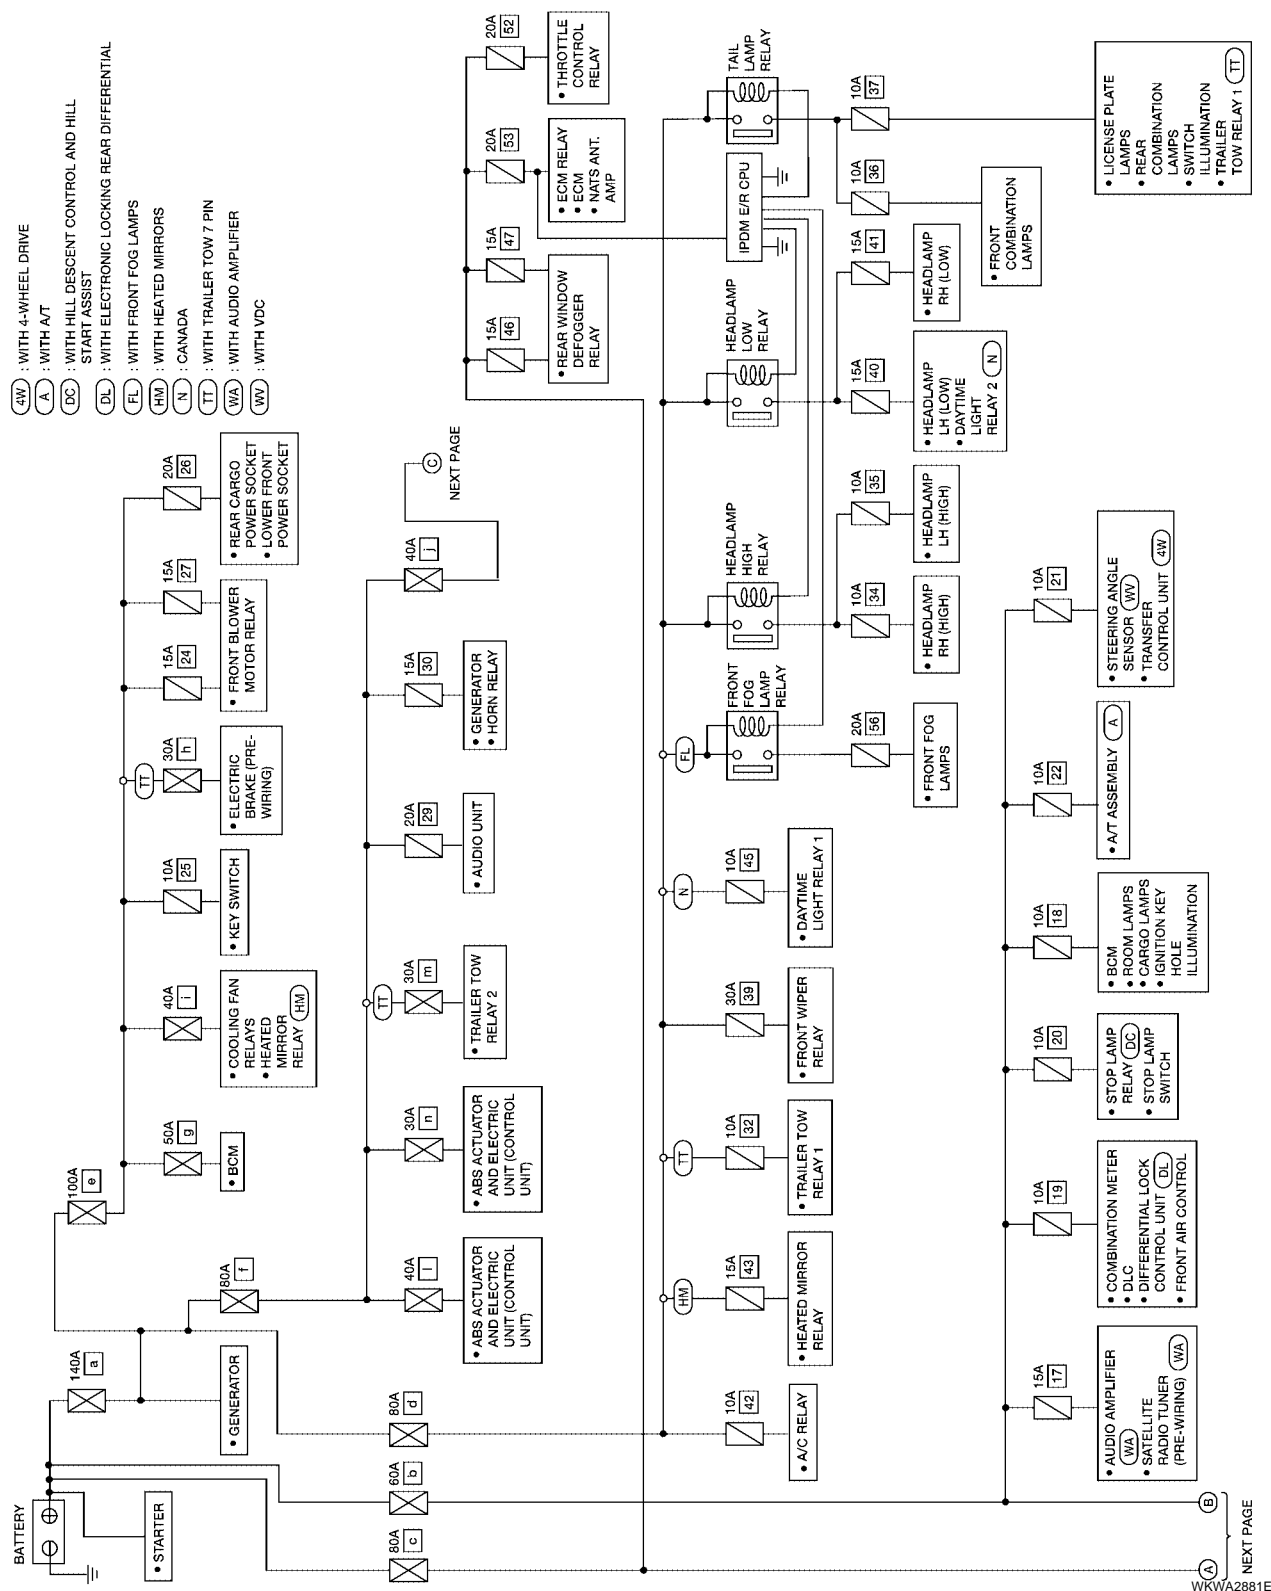 BATTERY
STARTER
140A
a
GENERATOR
100A
e
80A
f
80A
c
60A
b
80A
d
50A
g
BCM
40A
i
COOLING FAN
RELAYS
HEATED
MIRROR
RELAY HM
10A
25
KEY SWITCH
TT
30A
h
ELECTRIC
BRAKE (PRE-
WIRING)
15A
24
15A
27
FRONT BLOWER
MOTOR RELAY
20A
26
REAR CARGO
POWER SOCKET
LOWER FRONT
POWER SOCKET
4W : WITH 4-WHEEL DRIVE
A : WITH A/T
DC : WITH HILL DESCENT CONTROL AND HILL
START ASSIST
DL : WITH ELECTRONIC LOCKING REAR DIFFERENTIAL
FL : WITH FRONT FOG LAMPS
HM : WITH HEATED MIRRORS
N : CANADA
TT : WITH TRAILER TOW 7 PIN
WA : WITH AUDIO AMPLIFIER
WV : WITH VDC
40A
l
ABS ACTUATOR
AND ELECTRIC
UNIT (CONTROL
UNIT)
30A
n
ABS ACTUATOR
AND ELECTRIC
UNIT (CONTROL
UNIT)
TT
30A
m
TRAILER TOW
RELAY 2
20A
29
AUDIO UNIT
15A
30
GENERATOR
HORN RELAY
40A
j
C
NEXT PAGE
15A
46
15A
47
REAR WINDOW
DEFOGGER
RELAY
20A
53
ECM RELAY
ECM
NATS ANT.
AMP
20A
52
THROTTLE
CONTROL
RELAY
10A
42
A/C RELAY
HM
15A
43
HEATED MIRROR
RELAY
TT
10A
32
TRAILER TOW
RELAY 1
30A
39
FRONT WIPER
RELAY
N
10A
45
DAYTIME
LIGHT RELAY 1
FL
FRONT
FOG
LAMP
RELAY
20A
56
FRONT FOG
LAMPS
HEADLAMP
HIGH
RELAY
10A
34
HEADLAMP
RH (HIGH)
10A
35
HEADLAMP
LH (HIGH)
HEADLAMP
LOW
RELAY
15A
40
HEADLAMP
LH (LOW)
DAYTIME
LIGHT
RELAY 2 N
15A
41
HEADLAMP
RH (LOW)
IPDM E/R CPU
TAIL
LAMP
RELAY
10A
36
FRONT
COMBINATION
LAMPS
10A
37
LICENSE PLATE
LAMPS
REAR
COMBINATION
LAMPS
SWITCH
ILLUMINATION
TRAILER
TOW RELAY 1 TT
15A
17
AUDIO AMPLIFIER
WA
SATELLITE
RADIO TUNER
(PRE-WIRING) WA
10A
19
COMBINATION METER
DLC
DIFFERENTIAL LOCK
CONTROL UNIT DL
FRONT AIR CONTROL
10A
20
STOP LAMP
RELAY DC
STOP LAMP
SWITCH
10A
18
BCM
ROOM LAMPS
CARGO LAMPS
IGNITION KEY
HOLE
ILLUMINATION
10A
22
A/T ASSEMBLY A
10A
21
STEERING ANGLE
SENSOR WV
TRANSFER
CONTROL UNIT 4W
A
B
NEXT PAGE
WKWA2881E